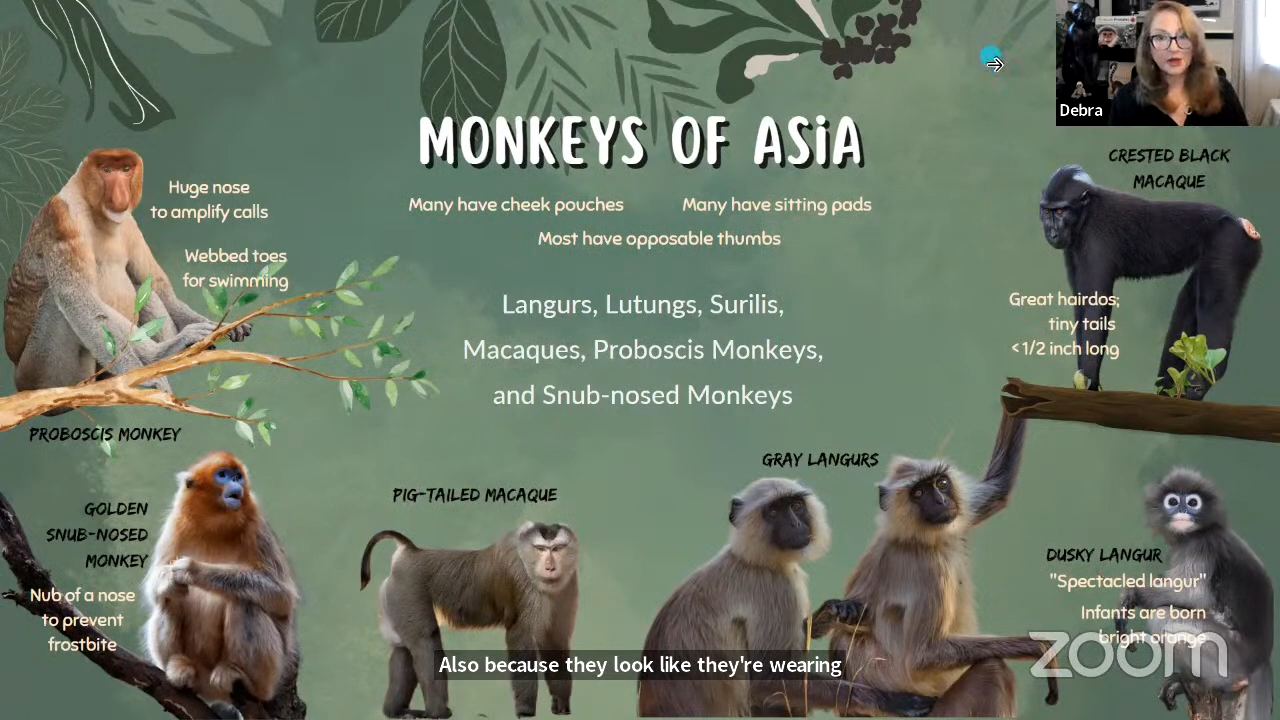 Debra
MONKEYS OF ASiA
Many have cheek pouches
Many have sitting pads
Most have opposable thumbs
Langurs, Lutungs, Surilis,
Macaques, Proboscis Monkeys,
and Snub-nosed Monkeys
Huge nose
to amplify calls
Webbed toes
for swimming
PROBOSCIS MONKEY
CRESTED BLACK
MACAQUE
Great hairdos;
tiny tails
<1/2 inch long
GOLDEN
SNUB-NOSED
MONKEY
Nub of a nose
to prevent
frostbite
PIG-TAILED MACAQUE
GRAY LANGURS
DUSKY LANGUR
"Spectacled langur"
Infants are born
bright orange
zoom
Also because they look like they're wearing